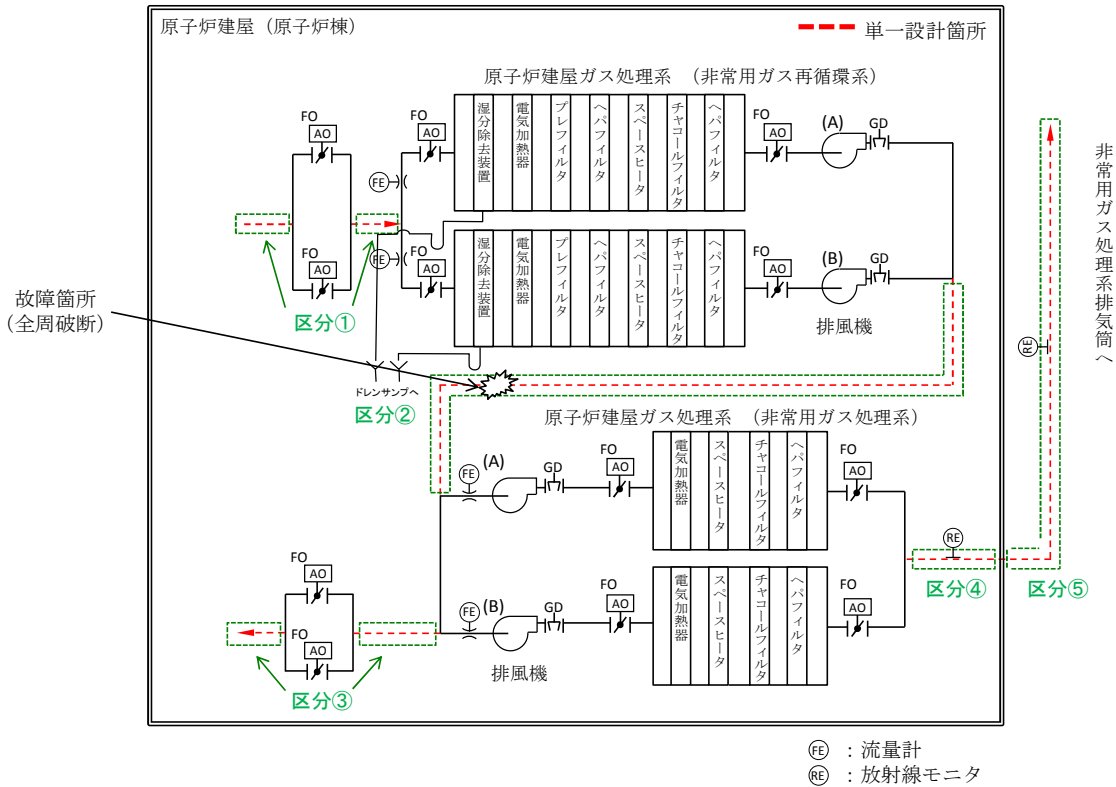 原子炉建屋（原子炉棟）
単一設計箇所
原子炉建屋ガス処理系　（非常用ガス再循環系）
FO
AO
FO
AO
FE
湿分除去装置
電気加熱器
プレフィルタ
ヘパフィルタ
スペースヒータ
チャコールフィルタ
ヘパフィルタ
FO
AO
(A)
GD
FO
AO
FE
FO
AO
湿分除去装置
電気加熱器
プレフィルタ
ヘパフィルタ
スペースヒータ
チャコールフィルタ
ヘパフィルタ
FO
AO
(B)
GD
排風機
区分①
故障箇所
（全周破断）
ドレンサンプへ
区分②
原子炉建屋ガス処理系　（非常用ガス処理系）
FE
(A)
GD
FO
AO
電気加熱器
スペースヒータ
チャコールフィルタ
ヘパフィルタ
FO
AO
FE
(B)
GD
FO
AO
電気加熱器
スペースヒータ
チャコールフィルタ
ヘパフィルタ
FO
AO
排風機
FO
AO
FO
AO
区分③
RE
区分④
区分⑤
RE
非常用ガス処理系排気筒へ
FE ：流量計
RE ：放射線モニタ